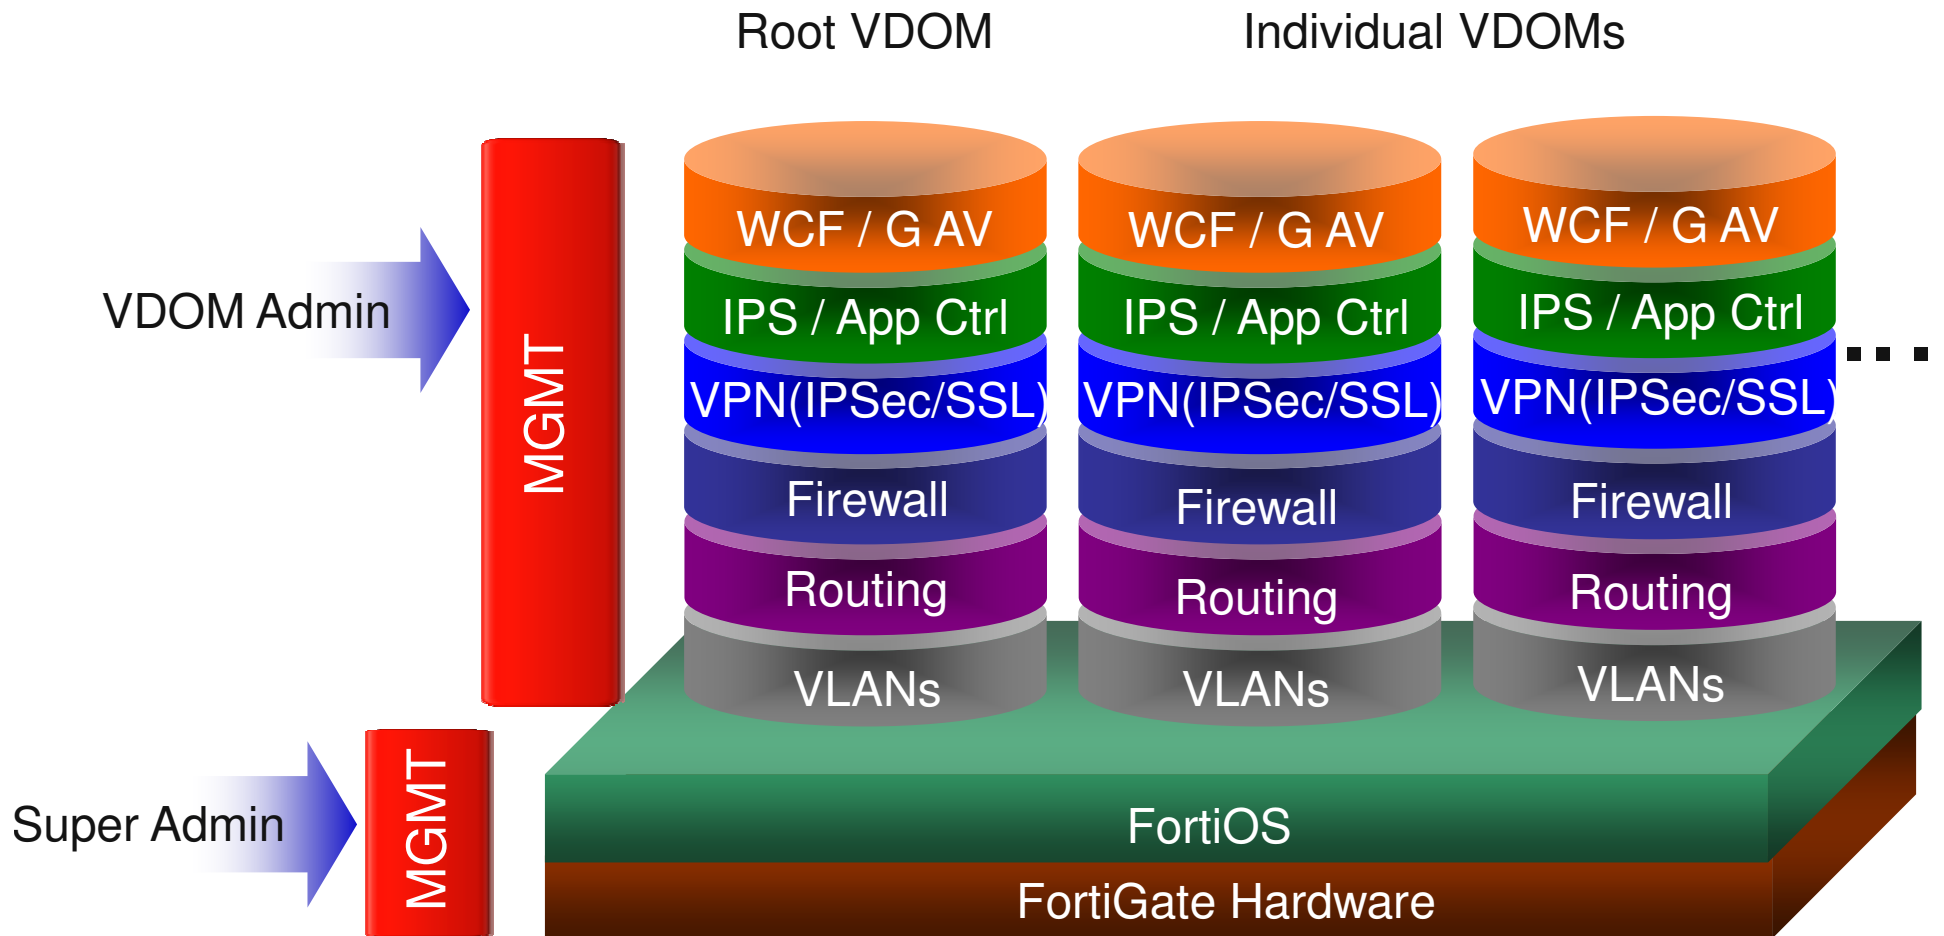 Root VDOM
Individual VDOMs
WCF / G AV
WCF / G AV
WCF / G AV
VDOM Admin
MGMT
IPS / App Ctrl
IPS / App Ctrl
IPS / App Ctrl
VPN(IPSec/SSL)
VPN(IPSec/SSL)
VPN(IPSec/SSL)
Firewall
Firewall
Firewall
Routing
Routing
Routing
VLANs
VLANs
VLANs
Super Admin
MGMT
FortiOS
FortiGate Hardware